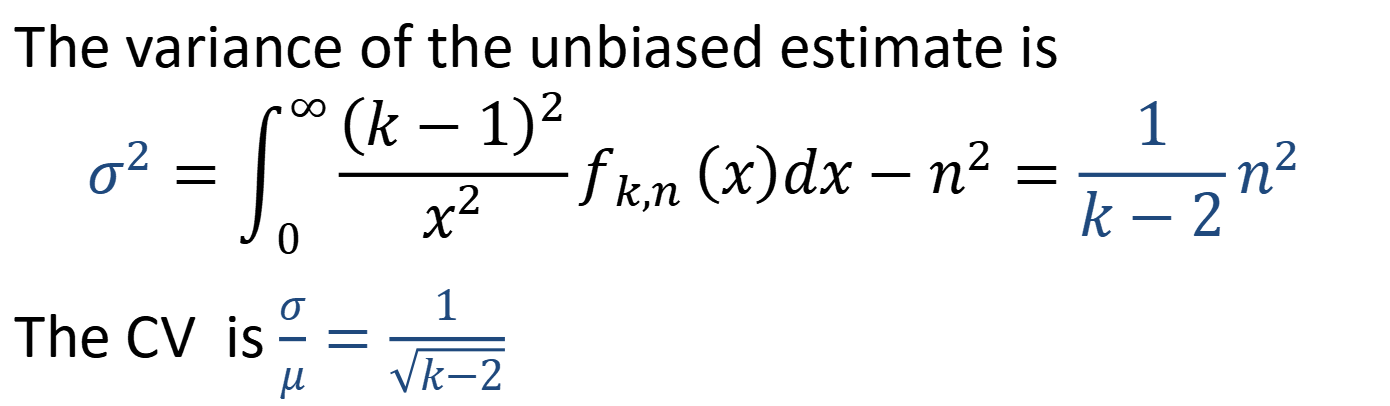 The variance of the unbiased estimate is
σ² = ∫₀^∞ (k − 1)²/x² f_{k,n} (x)dx − n² = 1/(k − 2) n²
The CV is σ/μ = 1/√(k−2)